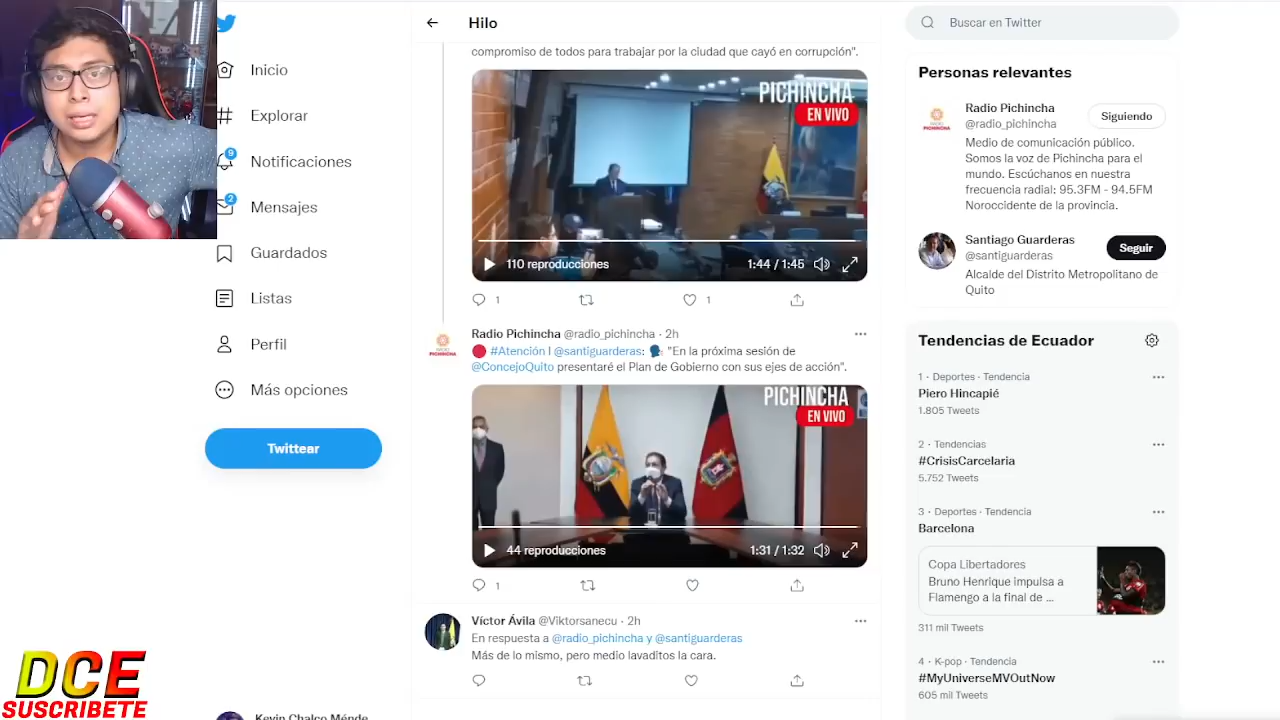 Inicio
Explorar
9
Notificaciones
2
Mensajes
Guardados
Listas
Perfil
Más opciones
Twittear
DCE
SUSCRIBETE
Kevin Chalco Ménde
Hilo
compromiso de todos para trabajar por la ciudad que cayó en corrupción".
PICHINCHA
EN VIVO
110 reproducciones
1:44 / 1:45
1
1
Radio Pichincha @radio_pichincha · 2h
#Atención | @santiguarderas: "En la próxima sesión de
@ConcejoQuito presentaré el Plan de Gobierno con sus ejes de acción".
PICHINCHA
EN VIVO
44 reproducciones
1:31 / 1:32
1
Víctor Ávila @Viktorsanecu · 2h
En respuesta a @radio_pichincha y @santiguarderas
Más de lo mismo, pero medio lavaditos la cara.
Buscar en Twitter
Personas relevantes
Radio Pichincha
@radio_pichincha
Siguiendo
Medio de comunicación público.
Somos la voz de Pichincha para el
mundo. Escúchanos en nuestra
frecuencia radial: 95.3FM - 94.5FM
Noroccidente de la provincia.
Santiago Guarderas
@santiguarderas
Seguir
Alcalde del Distrito Metropolitano de
Quito
Tendencias de Ecuador
1 · Deportes · Tendencia
Piero Hincapié
1.805 Tweets
2 · Tendencias
#CrisisCarcelaria
5.752 Tweets
3 · Deportes · Tendencia
Barcelona
Copa Libertadores
Bruno Henrique impulsa a
Flamengo a la final de ...
311 mil Tweets
4 · K-pop · Tendencia
#MyUniverseMVOutNow
605 mil Tweets